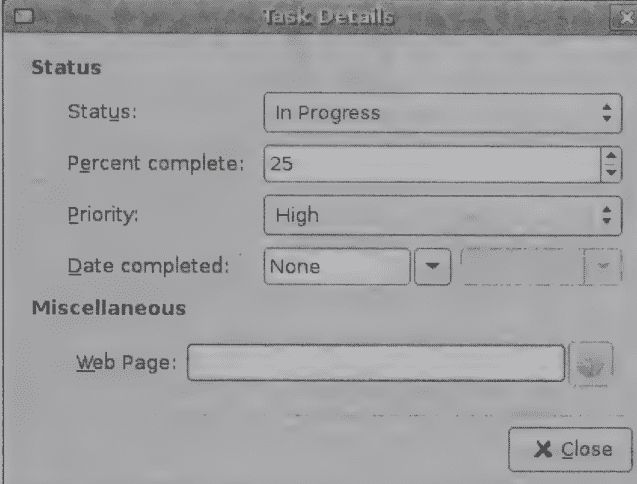 Task Details
Status
Status: In Progress
Percent complete: 25
Priority: High
Date completed: None
Miscellaneous
Web Page:
Close